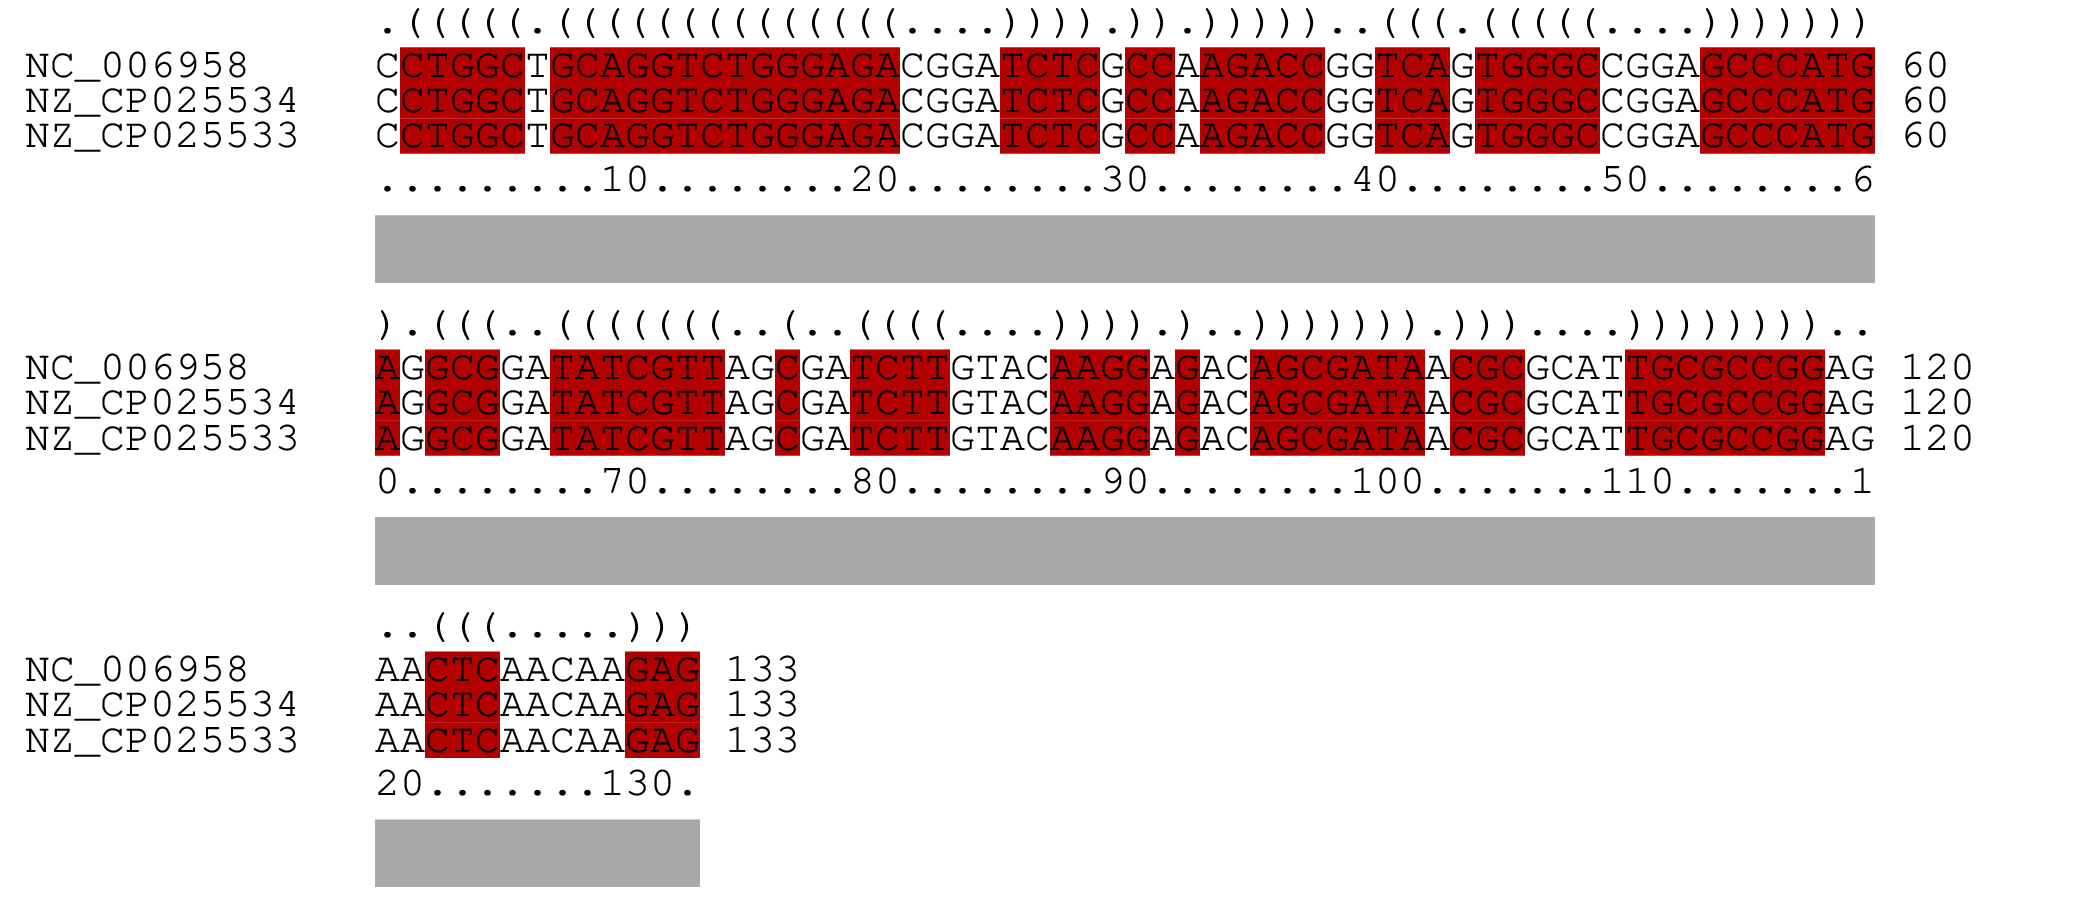 .(((((.((((((((((((((....)))).)).)))))..(((.(((((....)))))))
NC_006958 CCTGGCTGCAGGTCTGGGAGACGGATCTCGCCAAGACCGGTCAGTGGGCCGGAGCCCATG 60
NZ_CP025534 CCTGGCTGCAGGTCTGGGAGACGGATCTCGCCAAGACCGGTCAGTGGGCCGGAGCCCATG 60
NZ_CP025533 CCTGGCTGCAGGTCTGGGAGACGGATCTCGCCAAGACCGGTCAGTGGGCCGGAGCCCATG 60
.........10........20........30........40........50........6
).(((..(((((((..(..((((....)))).)..))))))).)))....))))))))..
NC_006958 AGGCGGATATCGTTAGCGATCTTGTACAAGGAGACAGCGATAACGCGCATTGCGCCGGAG 120
NZ_CP025534 AGGCGGATATCGTTAGCGATCTTGTACAAGGAGACAGCGATAACGCGCATTGCGCCGGAG 120
NZ_CP025533 AGGCGGATATCGTTAGCGATCTTGTACAAGGAGACAGCGATAACGCGCATTGCGCCGGAG 120
0........70........80........90........100.......110.......1
..(((.....)))
NC_006958 AACTCAACAAGAG 133
NZ_CP025534 AACTCAACAAGAG 133
NZ_CP025533 AACTCAACAAGAG 133
20.......130.